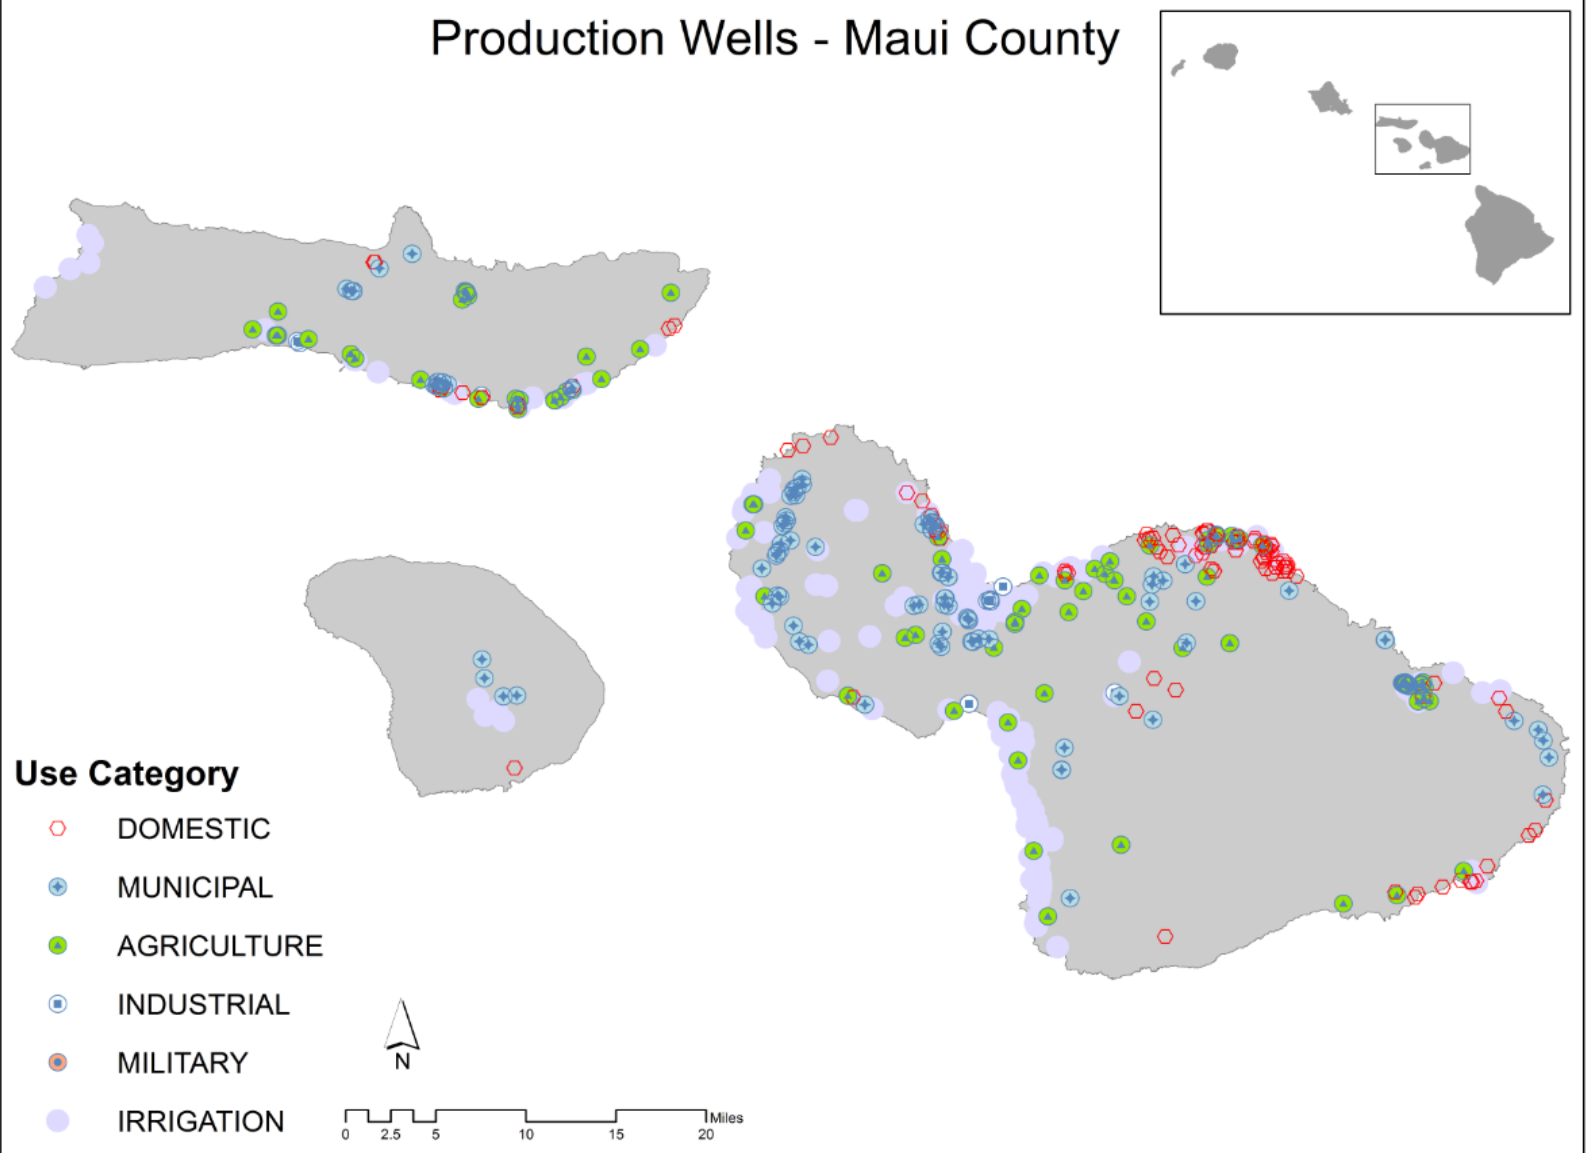 Production Wells - Maui County
Use Category
DOMESTIC
MUNICIPAL
AGRICULTURE
INDUSTRIAL
MILITARY
IRRIGATION
N
Miles
0 2.5 5 10 15 20